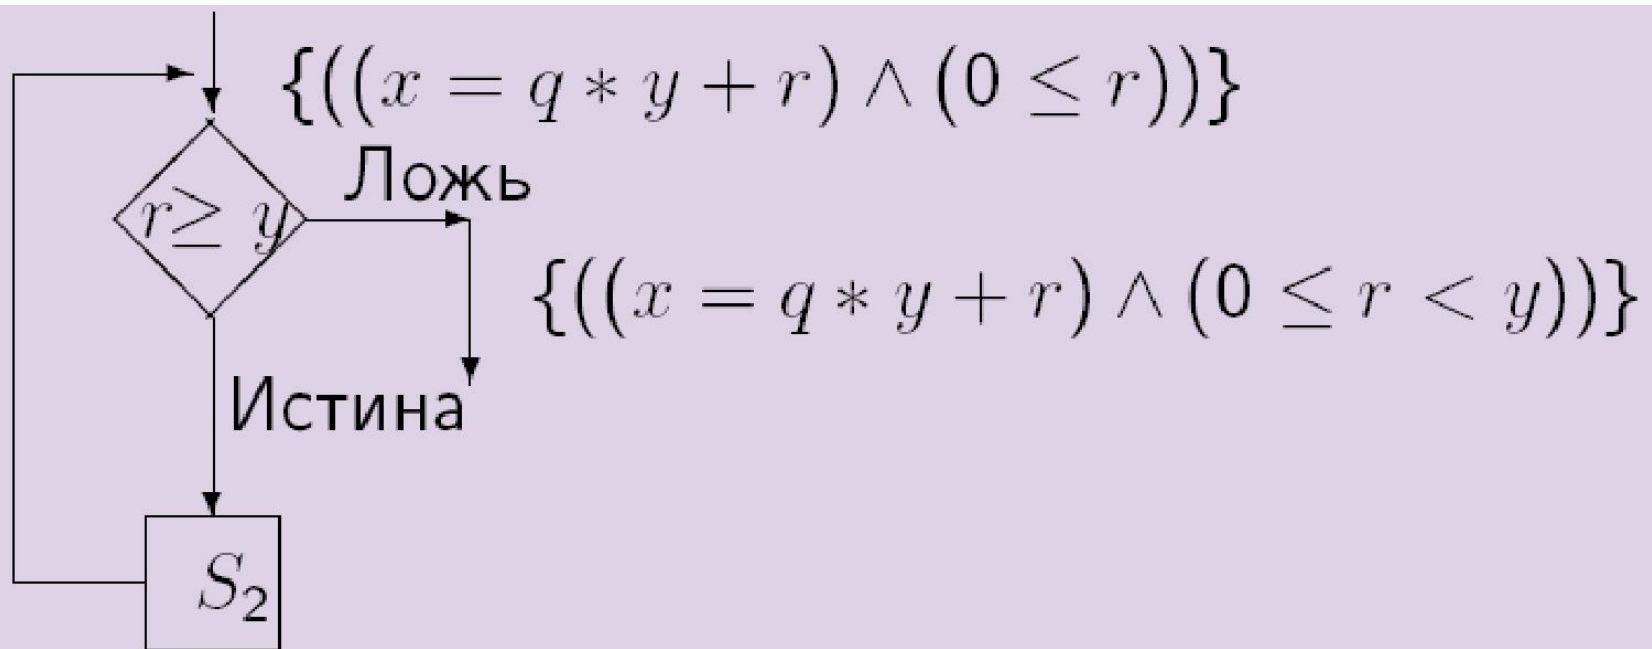 {((x = q ∗ y + r) ∧ (0 ≤ r))}
Ложь
r≥ y
{((x = q ∗ y + r) ∧ (0 ≤ r < y))}
Истина
S₂